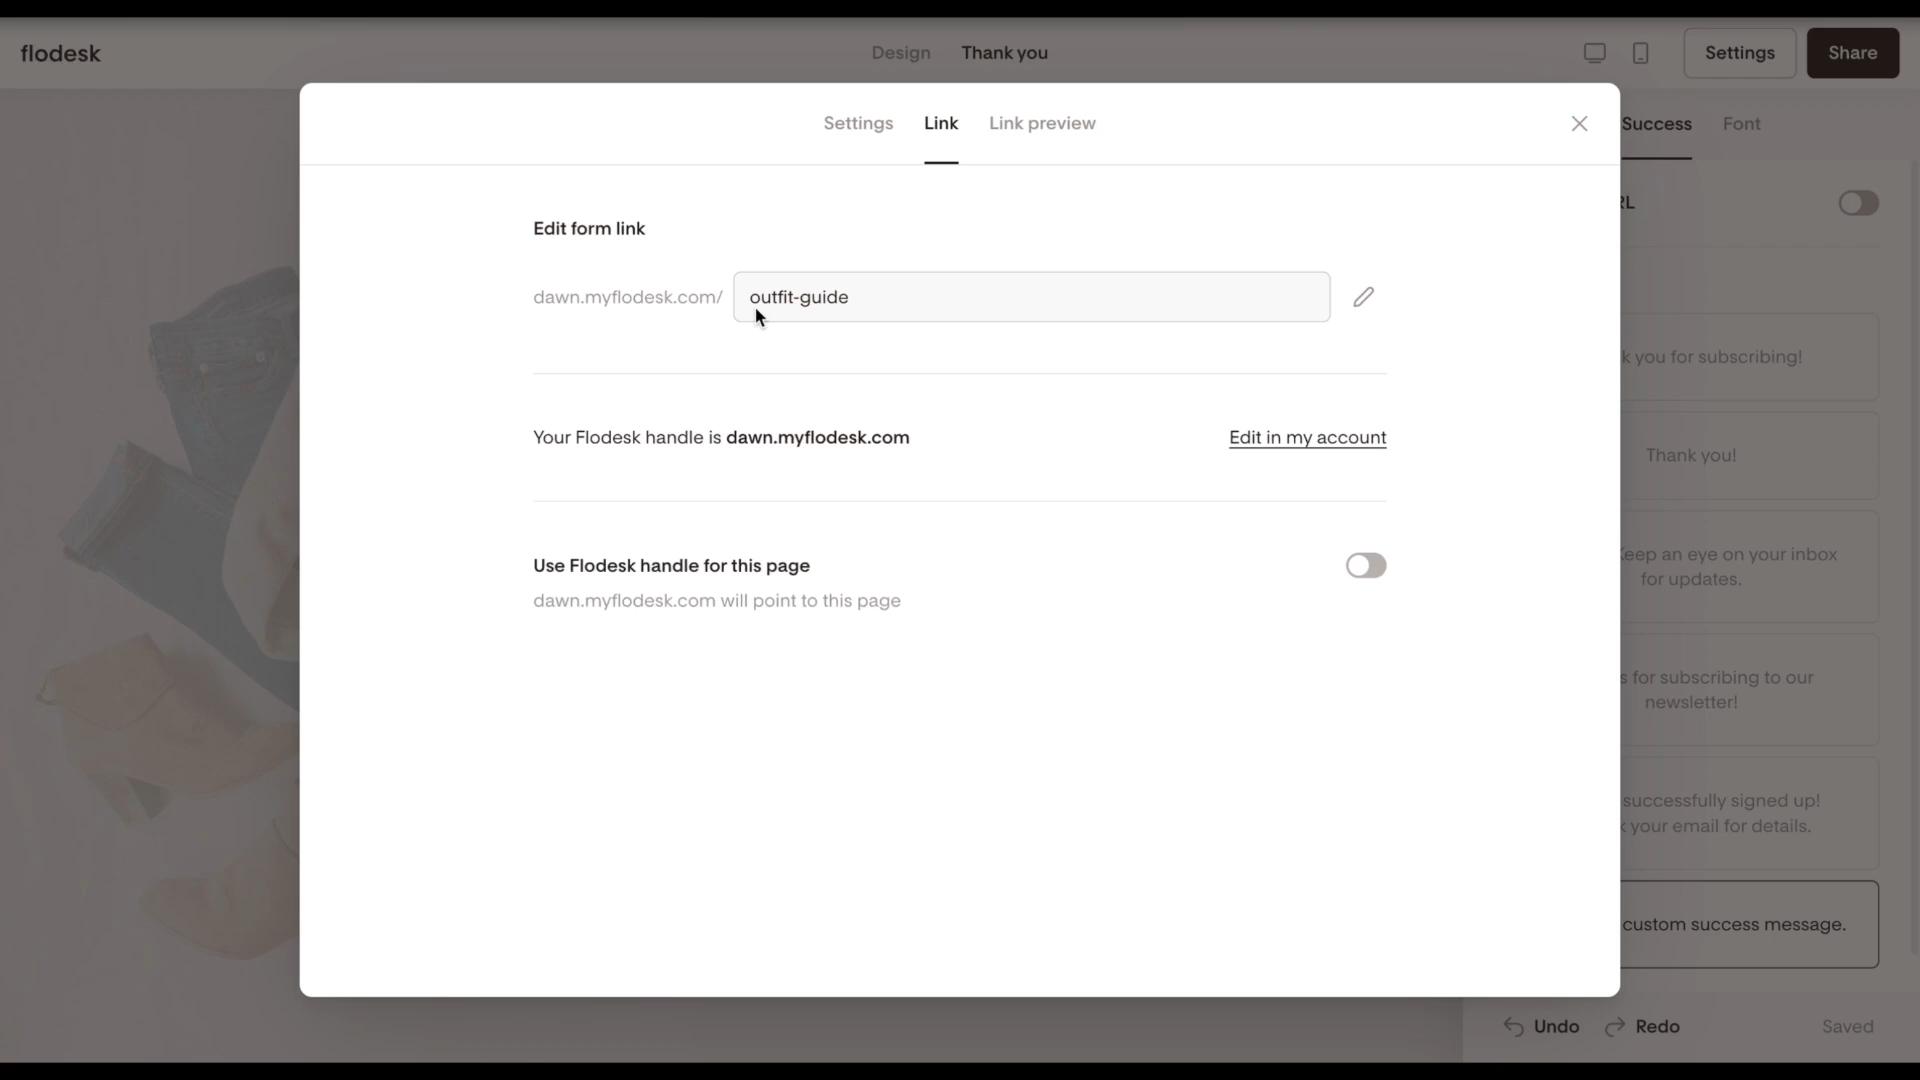 flodesk
Design Thank you
Settings Share
Settings Link Link preview
Success Font
Edit form link
dawn.myflodesk.com/ outfit-guide
Your Flodesk handle is dawn.myflodesk.com Edit in my account
Use Flodesk handle for this page
dawn.myflodesk.com will point to this page
you for subscribing!
Thank you!
eep an eye on your inbox
for updates.
for subscribing to our
newsletter!
successfully signed up!
your email for details.
custom success message.
Undo Redo Saved